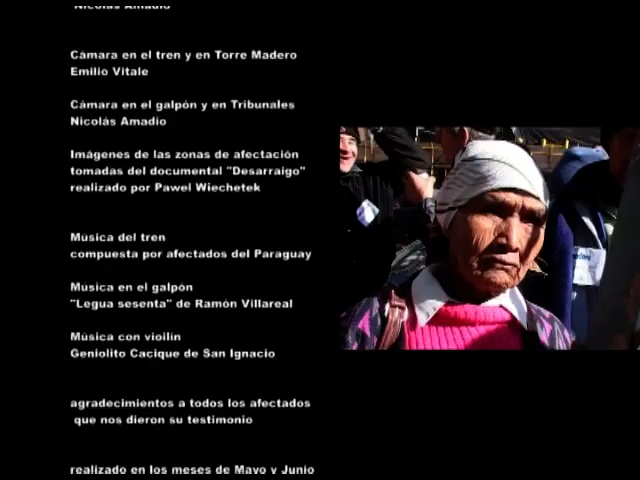 Nicolás Amadio
Cámara en el tren y en Torre Madero
Emilio Vitale
Cámara en el galpón y en Tribunales
Nicolás Amadio
Imágenes de las zonas de afectación
tomadas del documental "Desarraigo"
realizado por Pawel Wiechetek
Música del tren
compuesta por afectados del Paraguay
Musica en el galpón
"Legua sesenta" de Ramón Villareal
Música con violín
Geniolito Cacique de San Ignacio
agradecimientos a todos los afectados
que nos dieron su testimonio
realizado en los meses de Mayo y Junio